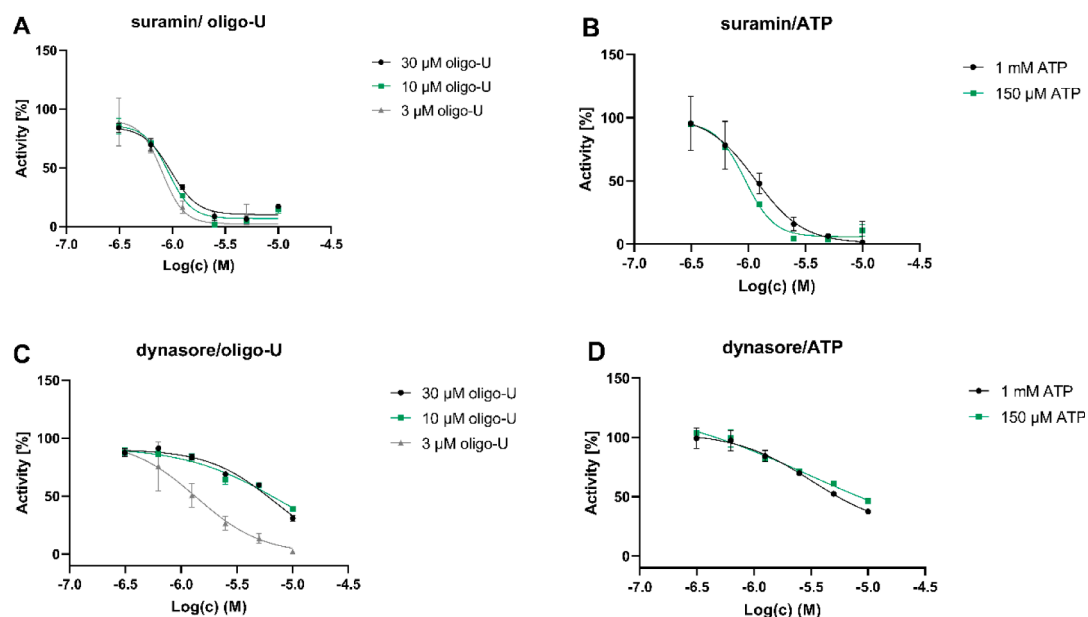 A
suramin/ oligo-U
150
100
50
0
Activity [%]
-7.0 -6.5 -6.0 -5.5 -5.0 -4.5
Log(c) (M)
30 µM oligo-U
10 µM oligo-U
3 µM oligo-U
B
suramin/ATP
150
100
50
0
Activity [%]
-7.0 -6.5 -6.0 -5.5 -5.0 -4.5
Log(c) (M)
1 mM ATP
150 µM ATP
C
dynasore/oligo-U
150
100
50
0
Activity [%]
-7.0 -6.5 -6.0 -5.5 -5.0 -4.5
Log(c) (M)
30 µM oligo-U
10 µM oligo-U
3 µM oligo-U
D
dynasore/ATP
150
100
50
0
Activity [%]
-7.0 -6.5 -6.0 -5.5 -5.0 -4.5
Log(c) (M)
1 mM ATP
150 µM ATP